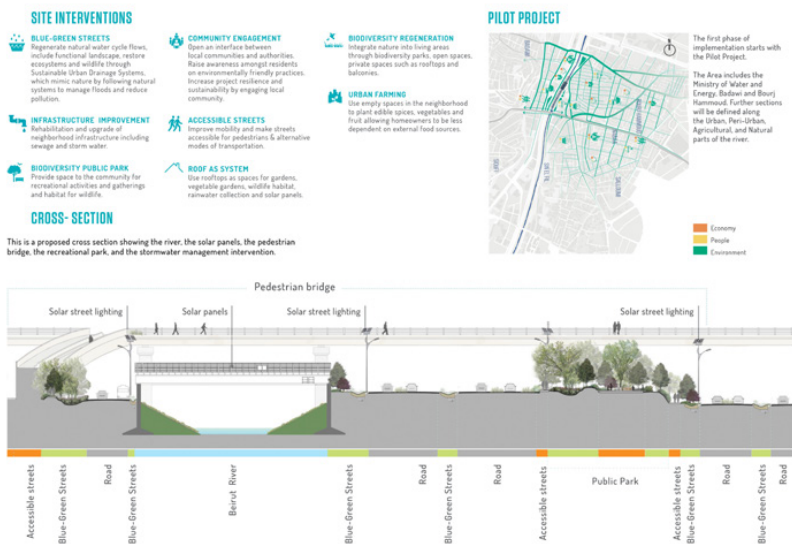 SITE INTERVENTIONS
BLUE-GREEN STREETS
Regenerate natural water cycle flows,
include functional landscape, restore
ecosystems and wildlife through
Sustainable Urban Drainage Systems,
which mimic nature by following natural
systems to manage floods and reduce
pollution.
INFRASTRUCTURE IMPROVEMENT
Rehabilitation and upgrade of
neighborhood infrastructure including
sewage and storm water.
BIODIVERSITY PUBLIC PARK
Provide space to the community for
recreational activities and gatherings
and habitat for wildlife.
COMMUNITY ENGAGEMENT
Open an interface between
local communities and authorities.
Raise awareness amongst residents
on environmentally friendly practices.
Increase project resilience and
sustainability by engaging local
community.
ACCESSIBLE STREETS
Improve mobility and make streets
accessible for pedestrians & alternative
modes of transportation.
ROOF AS SYSTEM
Use rooftops as spaces for gardens,
vegetable gardens, wildlife habitat,
rainwater collection and solar panels.
BIODIVERSITY REGENERATION
Integrate nature into living areas
through biodiversity parks, open spaces,
private spaces such as rooftops and
balconies.
URBAN FARMING
Use empty spaces in the neighborhood
to plant edible spices, vegetables and
fruit allowing homeowners to be less
dependent on external food sources.
PILOT PROJECT
The first phase of
implementation starts with
the Pilot Project.
The Area includes the
Ministry of Water and
Energy, Badawi and Bourj
Hammoud. Further sections
will be defined along
the Urban, Peri-Urban,
Agricultural, and Natural
parts of the river.
Economy
People
Environment
CROSS- SECTION
This is a proposed cross section showing the river, the solar panels, the pedestrian
bridge, the recreational park, and the stormwater management intervention.
Pedestrian bridge
Solar street lighting
Solar panels
Solar street lighting
Solar street lighting
Accessible streets
Blue-Green Streets
Road
Blue-Green Streets
Beirut River
Blue-Green Streets
Road
Blue-Green Streets
Road
Accessible streets
Public Park
Accessible streets
Blue-Green Streets
Road
Blue-Green Streets
Road